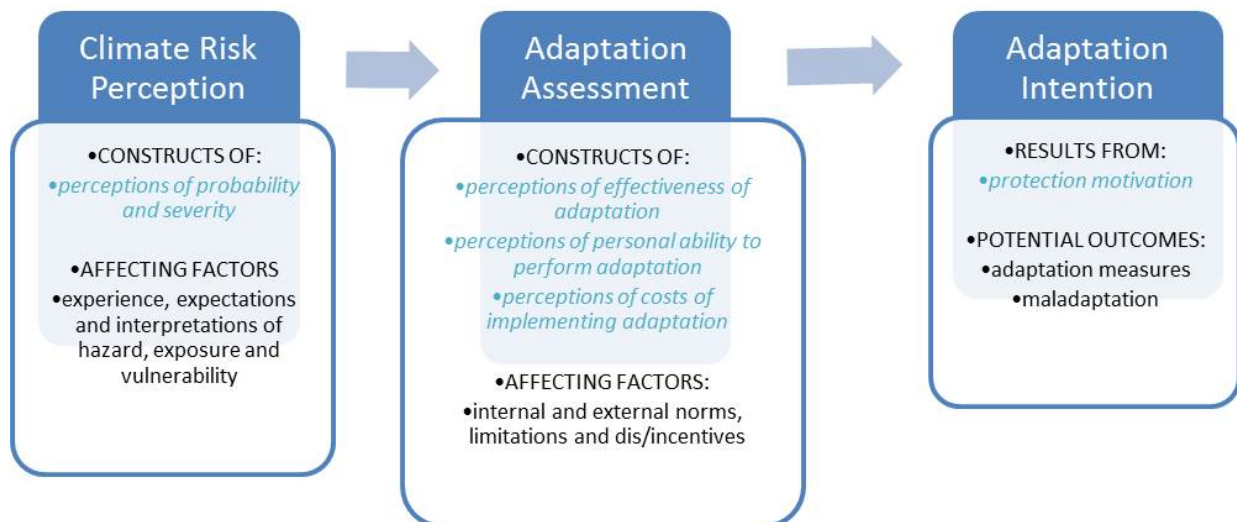 Climate Risk
Perception
•CONSTRUCTS OF:
•perceptions of probability
and severity
•AFFECTING FACTORS
•experience, expectations
and interpretations of
hazard, exposure and
vulnerability
Adaptation
Assessment
•CONSTRUCTS OF:
•perceptions of effectiveness of
adaptation
•perceptions of personal ability to
perform adaptation
•perceptions of costs of
implementing adaptation
•AFFECTING FACTORS:
•internal and external norms,
limitations and dis/incentives
Adaptation
Intention
•RESULTS FROM:
•protection motivation
•POTENTIAL OUTCOMES:
•adaptation measures
•maladaptation